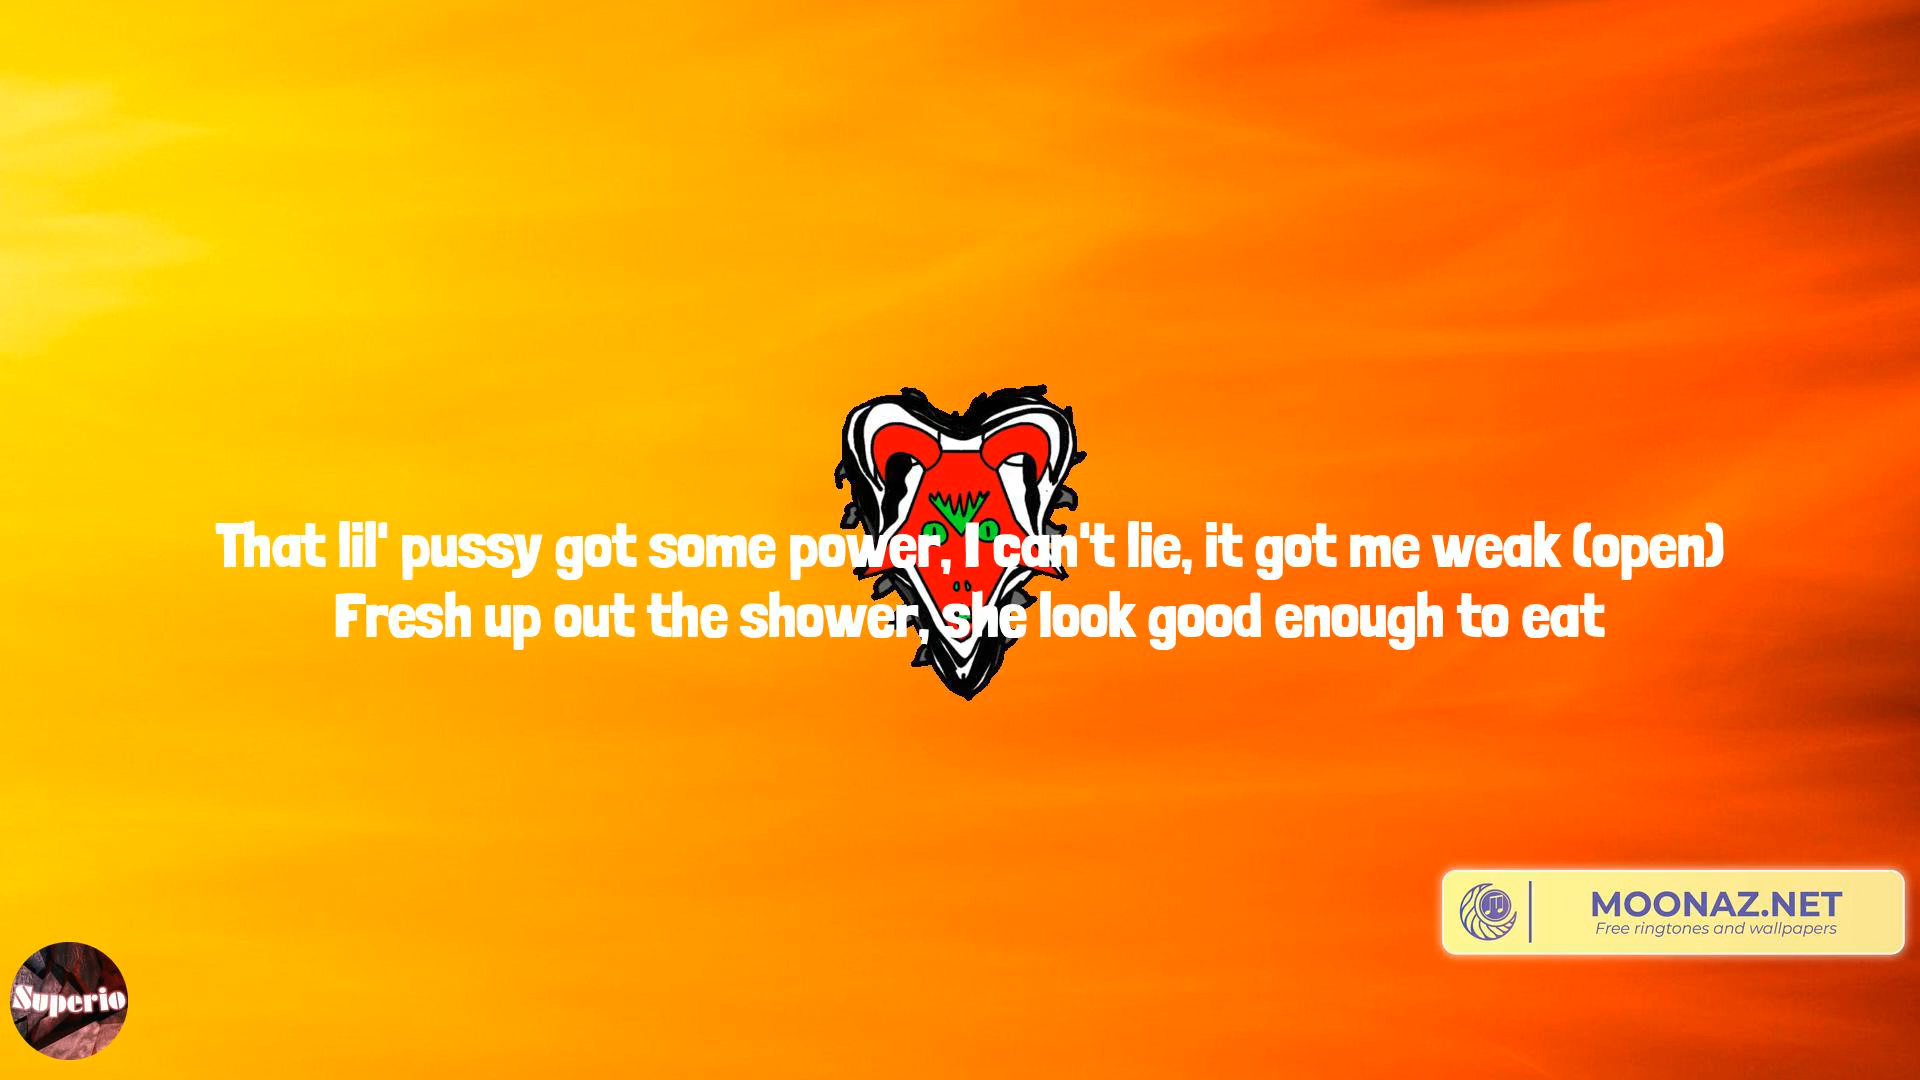 That lil' pussy got some power, I can't lie, it got me weak (open)
Fresh up out the shower, she look good enough to eat
MOONAZ.NET
Free ringtones and wallpapers
Superio